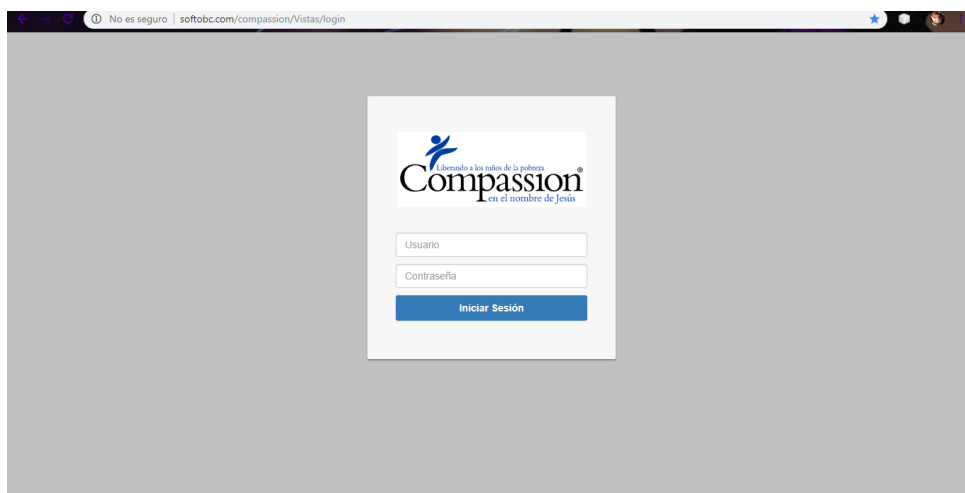 No es seguro | softobc.com/compassion/Vistas/login
Liberando a los niños de la pobreza
Compassion®
en el nombre de Jesús
Usuario
Contraseña
Iniciar Sesión